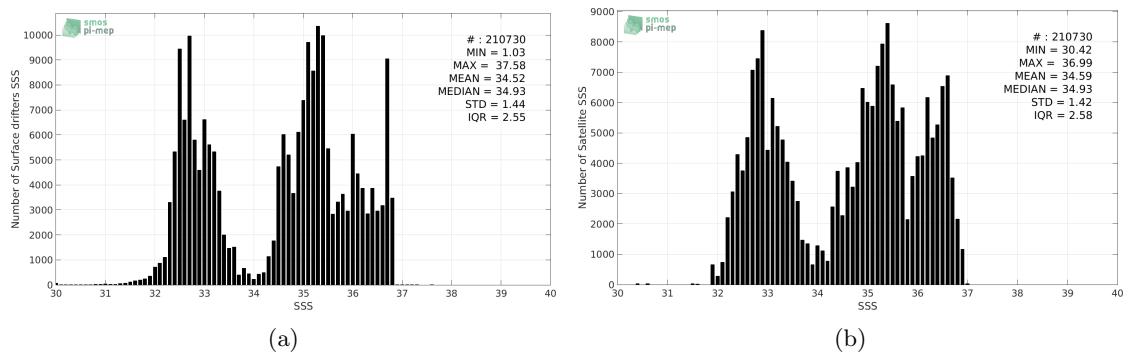 smos
pi-mep
# : 210730
MIN = 1.03
MAX = 37.58
MEAN = 34.52
MEDIAN = 34.93
STD = 1.44
IQR = 2.55
Number of Surface drifters SSS
10000
9000
8000
7000
6000
5000
4000
3000
2000
1000
0
30 31 32 33 34 35 36 37 38 39 40
SSS
(a)
smos
pi-mep
# : 210730
MIN = 30.42
MAX = 36.99
MEAN = 34.59
MEDIAN = 34.93
STD = 1.42
IQR = 2.58
Number of Satellite SSS
9000
8000
7000
6000
5000
4000
3000
2000
1000
0
30 31 32 33 34 35 36 37 38 39 40
SSS
(b)